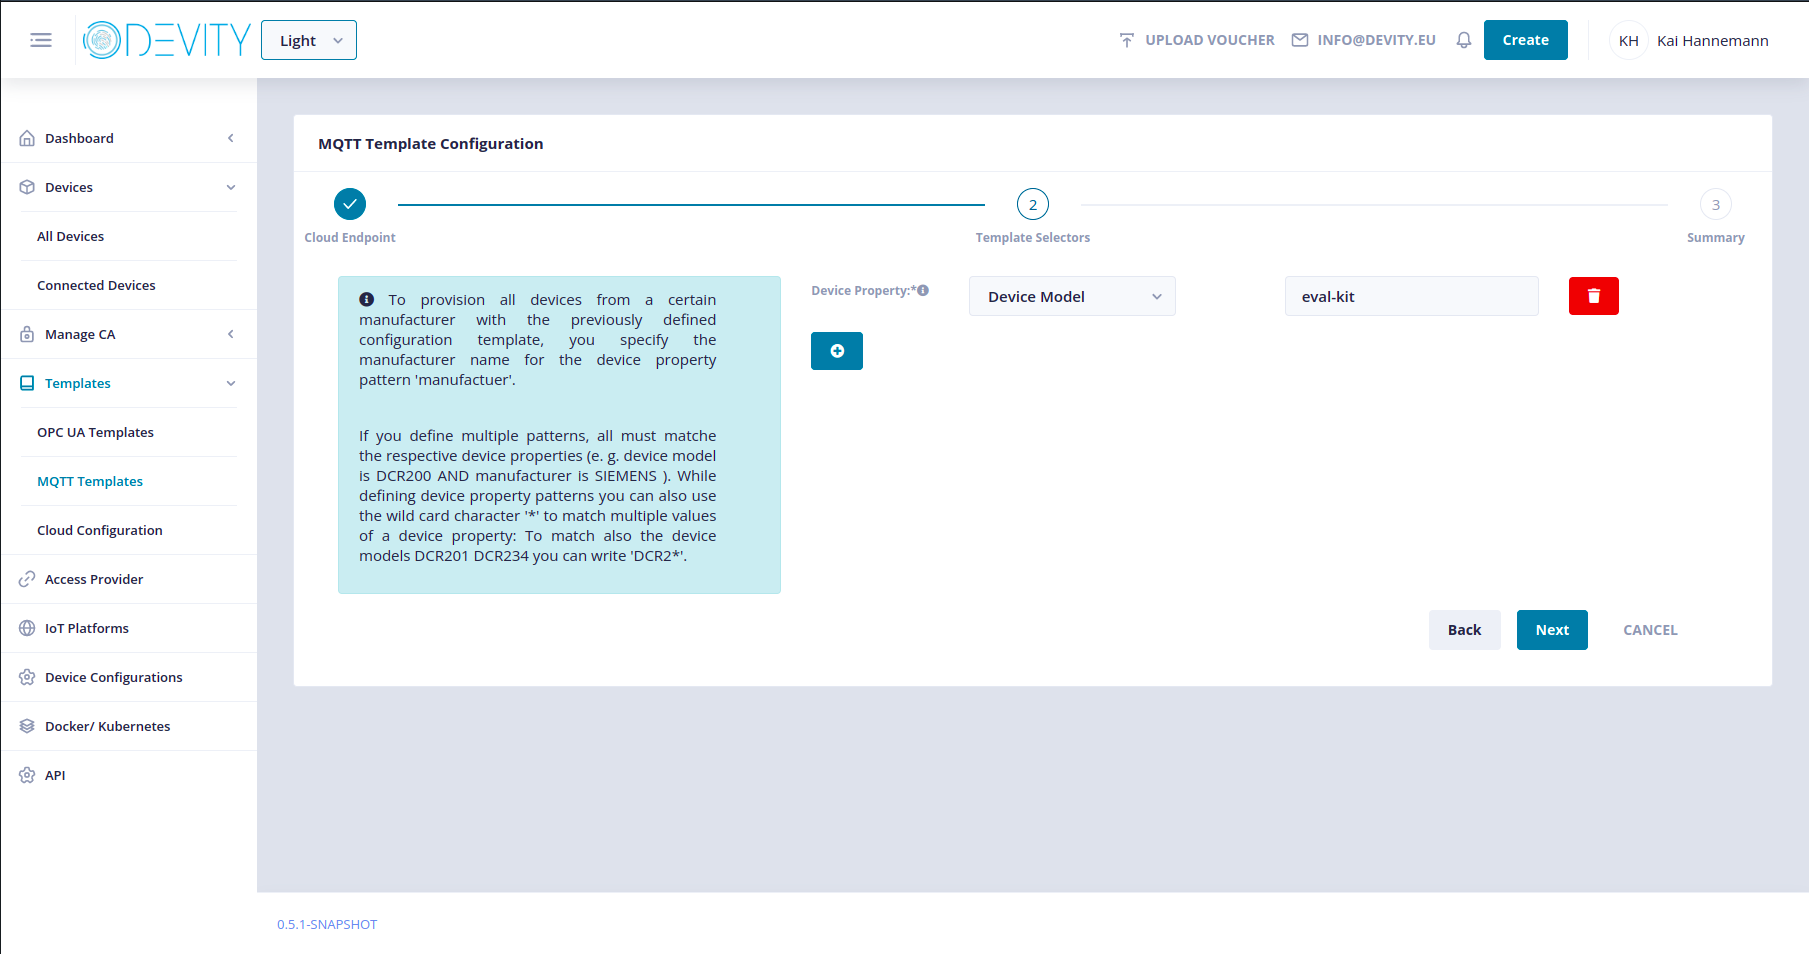 DEVITY
Light
UPLOAD VOUCHER
INFO@DEVITY.EU
Create
KH
Kai Hannemann
Dashboard
Devices
All Devices
Connected Devices
Manage CA
Templates
OPC UA Templates
MQTT Templates
Cloud Configuration
Access Provider
IoT Platforms
Device Configurations
Docker/ Kubernetes
API
MQTT Template Configuration
2
3
Cloud Endpoint
Template Selectors
Summary
To provision all devices from a certain
manufacturer with the previously defined
configuration template, you specify the
manufacturer name for the device property
pattern 'manufactuer'.
If you define multiple patterns, all must matche
the respective device properties (e. g. device model
is DCR200 AND manufacturer is SIEMENS ). While
defining device property patterns you can also use
the wild card character '*' to match multiple values
of a device property: To match also the device
models DCR201 DCR234 you can write 'DCR2*'.
Device Property:*
Device Model
eval-kit
Back
Next
CANCEL
0.5.1-SNAPSHOT